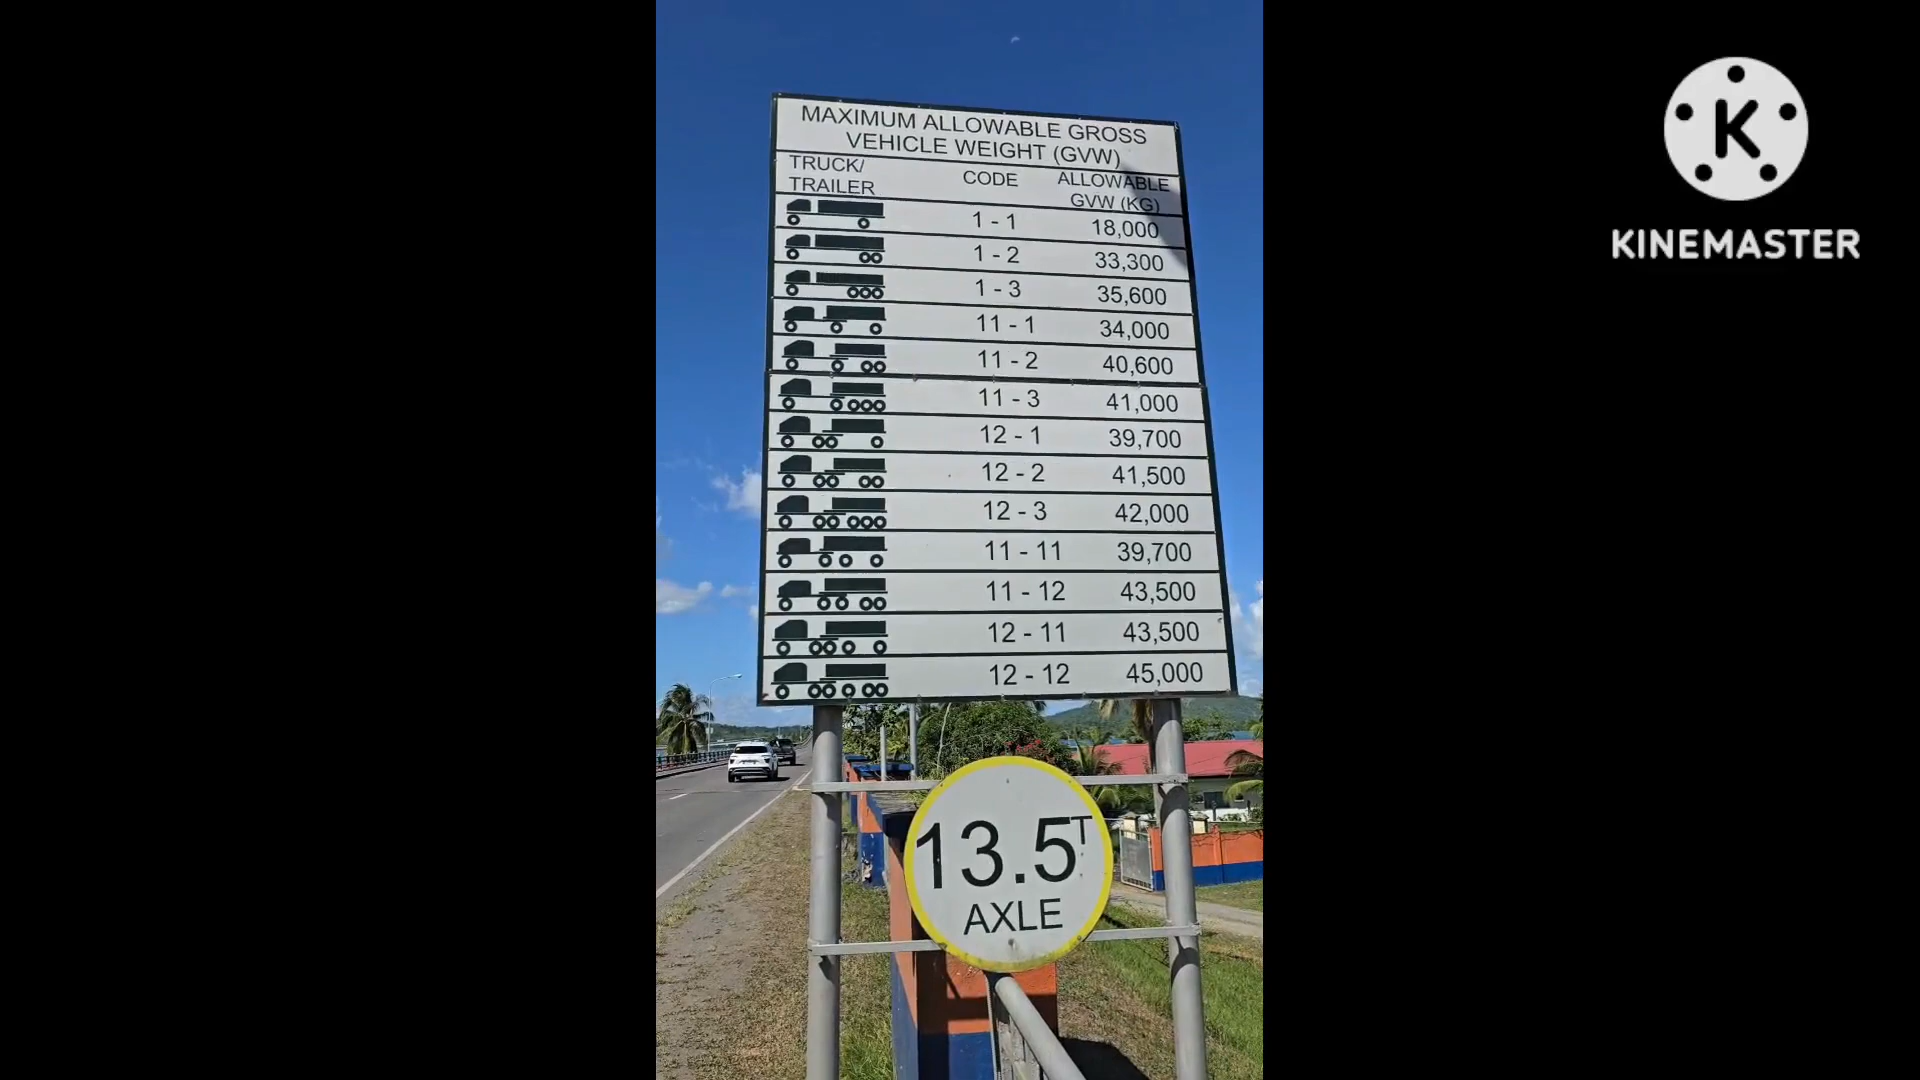 MAXIMUM ALLOWABLE GROSS
VEHICLE WEIGHT (GVW)
TRUCK/
TRAILER
CODE
ALLOWABLE
GVW (KG)
1 - 1 18,000
1 - 2 33,300
1 - 3 35,600
11 - 1 34,000
11 - 2 40,600
11 - 3 41,000
12 - 1 39,700
12 - 2 41,500
12 - 3 42,000
11 - 11 39,700
11 - 12 43,500
12 - 11 43,500
12 - 12 45,000
13.5T
AXLE
K
KINEMASTER